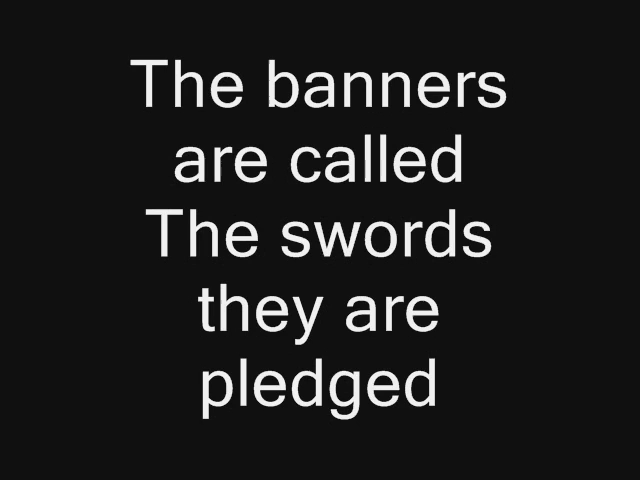 The banners
are called
The swords
they are
pledged